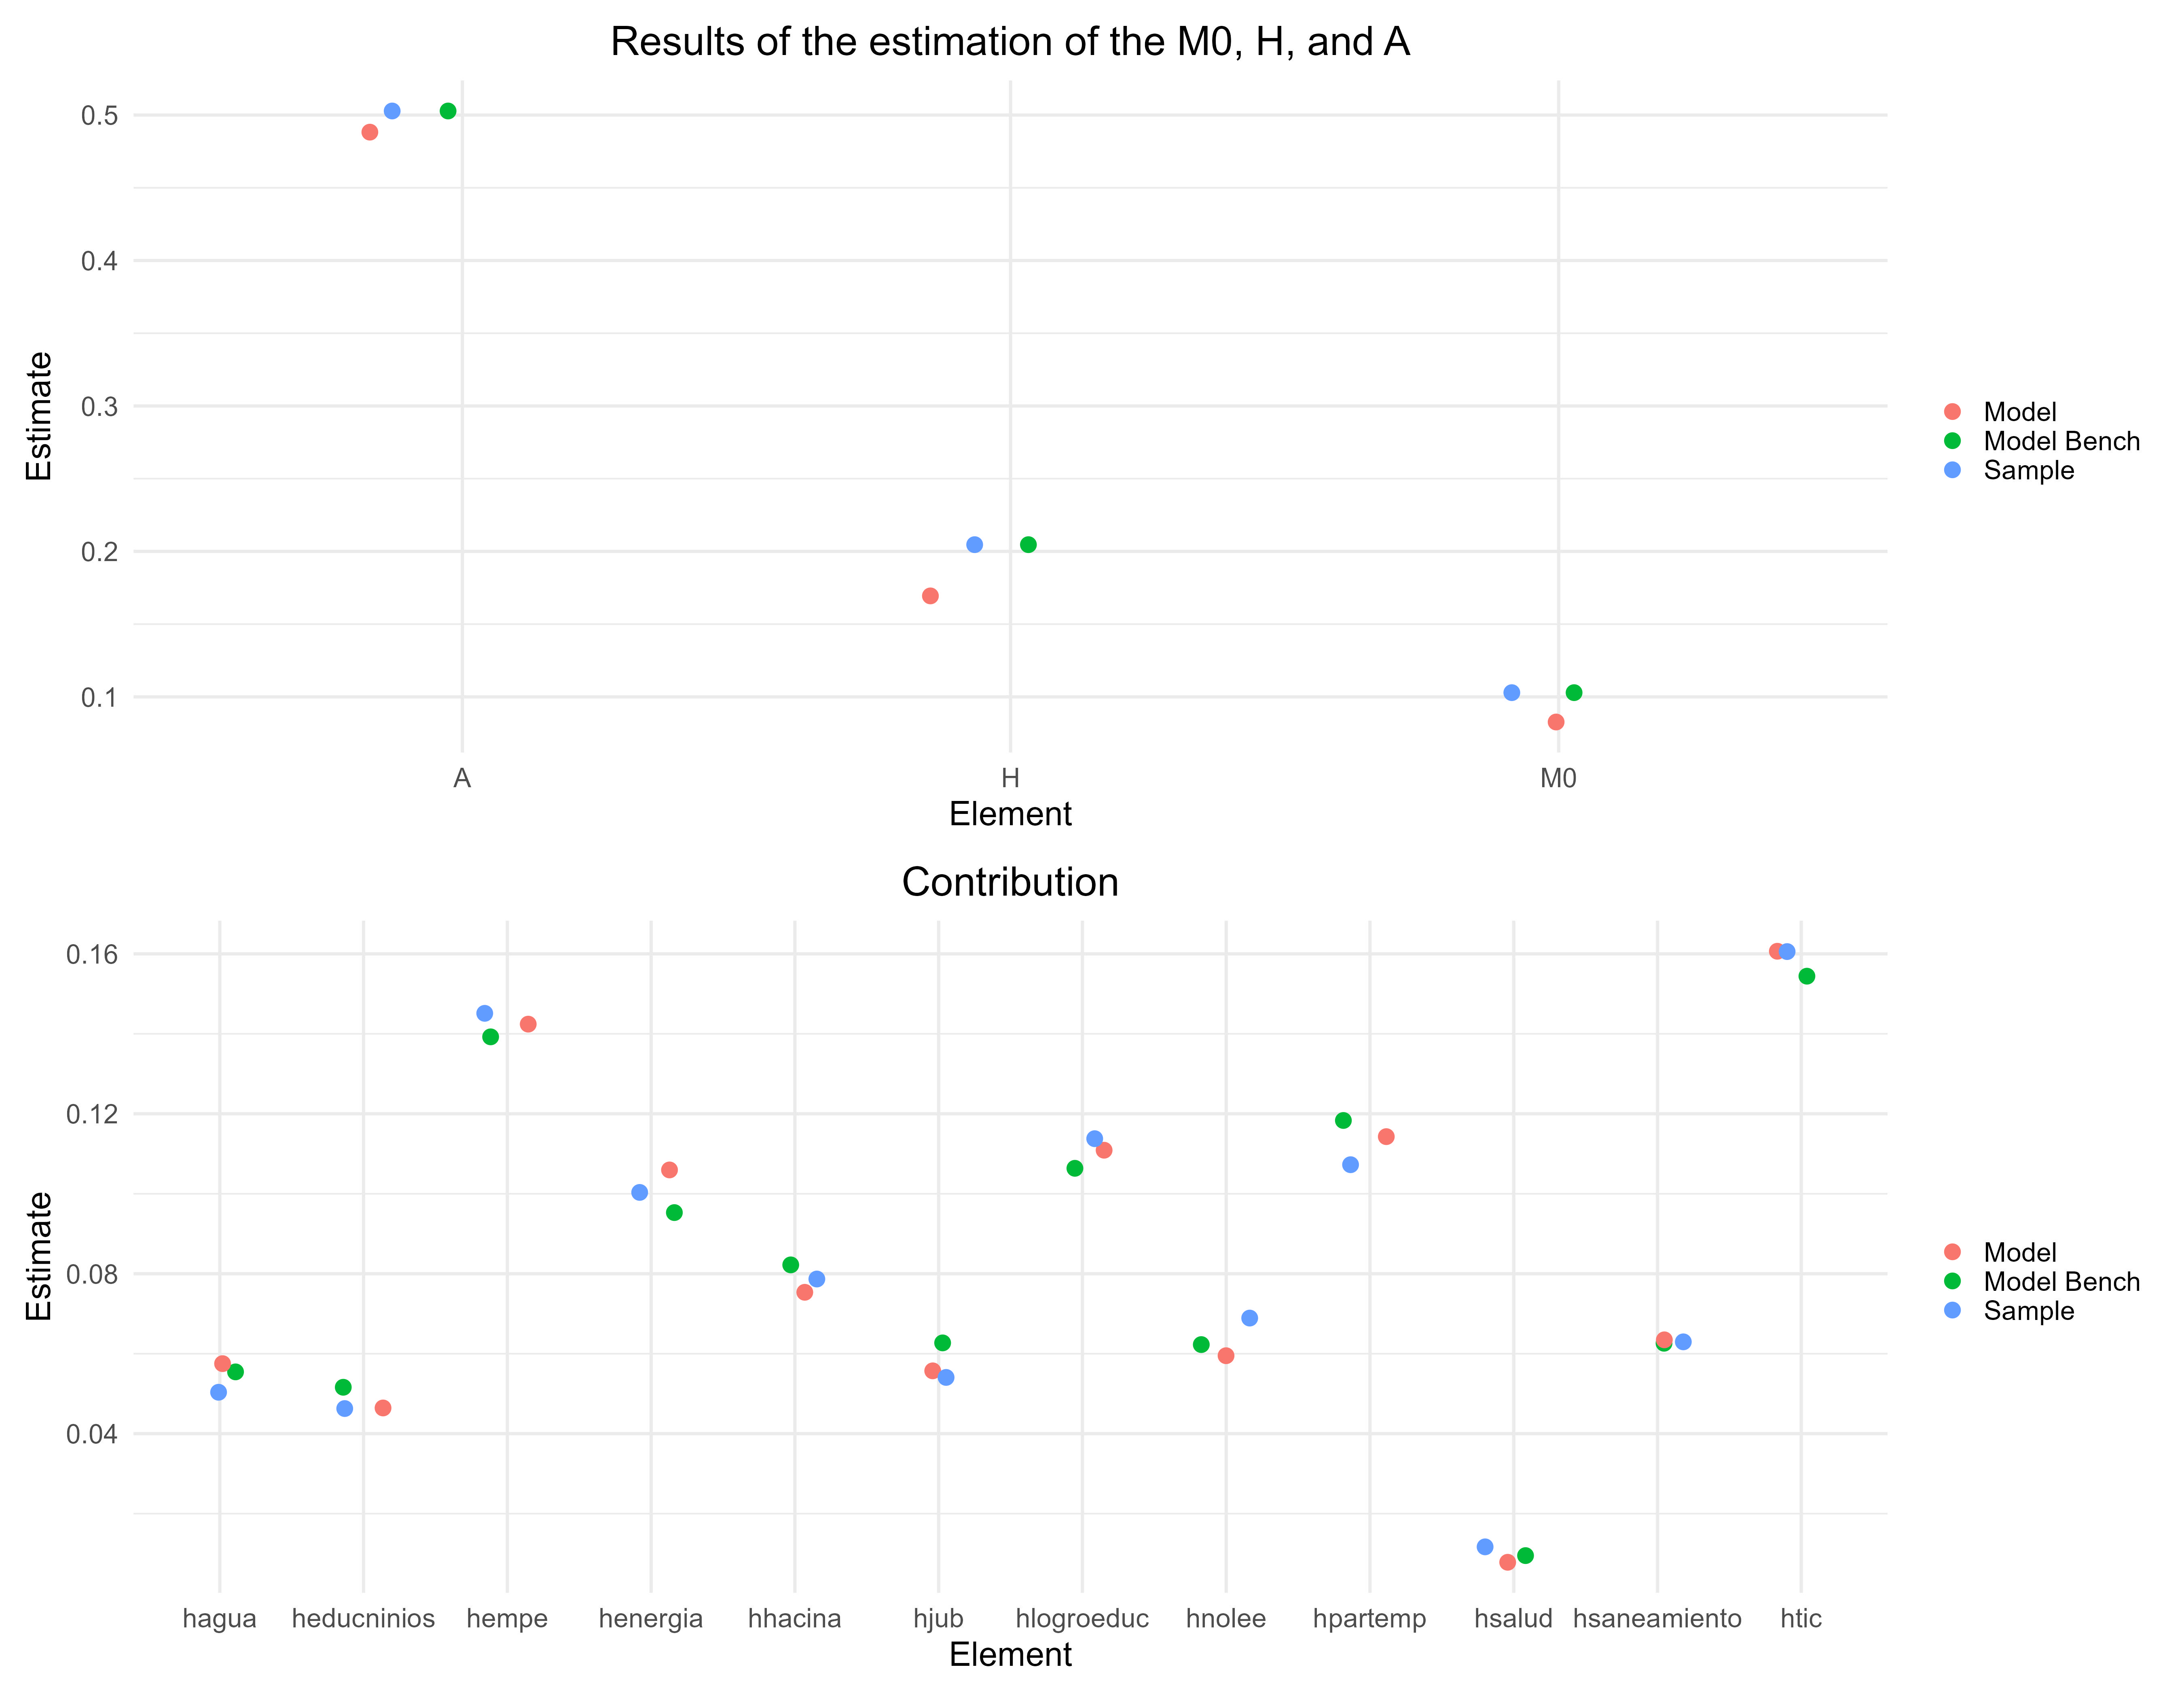 Results of the estimation of the M0, H, and A
0.5
0.4
0.3
0.2
0.1
Estimate
A H M0
Element
Model
Model Bench
Sample
Contribution
0.16
0.12
0.08
0.04
Estimate
hagua heducninios hempe henergia hhacina hjub hlogroeduc hnolee hpartemp hsalud hsaneamiento htic
Element
Model
Model Bench
Sample